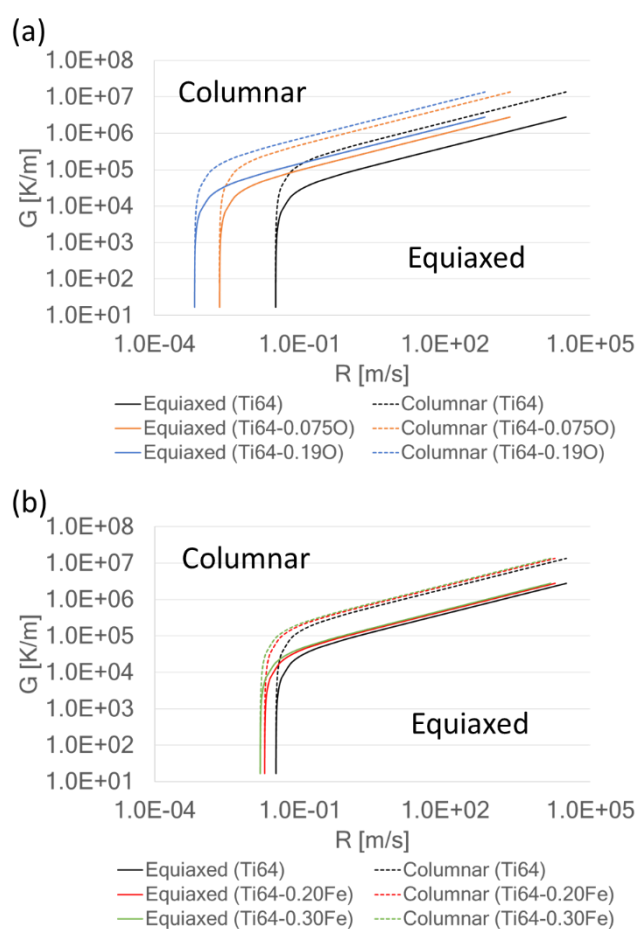 (a)
1.0E+08
1.0E+07
1.0E+06
1.0E+05
1.0E+04
1.0E+03
1.0E+02
1.0E+01
G [K/m]
Columnar
Equiaxed
1.0E-04 1.0E-01 1.0E+02 1.0E+05
R [m/s]
Equiaxed (Ti64) Columnar (Ti64)
Equiaxed (Ti64-0.075O) Columnar (Ti64-0.075O)
Equiaxed (Ti64-0.19O) Columnar (Ti64-0.19O)
(b)
1.0E+08
1.0E+07
1.0E+06
1.0E+05
1.0E+04
1.0E+03
1.0E+02
1.0E+01
G [K/m]
Columnar
Equiaxed
1.0E-04 1.0E-01 1.0E+02 1.0E+05
R [m/s]
Equiaxed (Ti64) Columnar (Ti64)
Equiaxed (Ti64-0.20Fe) Columnar (Ti64-0.20Fe)
Equiaxed (Ti64-0.30Fe) Columnar (Ti64-0.30Fe)